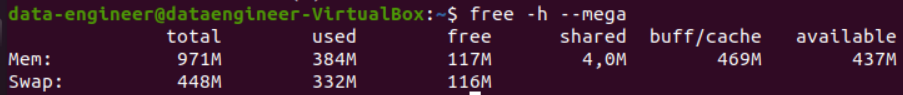 data-engineer@dataengineer-VirtualBox:~$ free -h --mega
total used free shared buff/cache available
Mem: 971M 384M 117M 4,0M 469M 437M
Swap: 448M 332M 116M